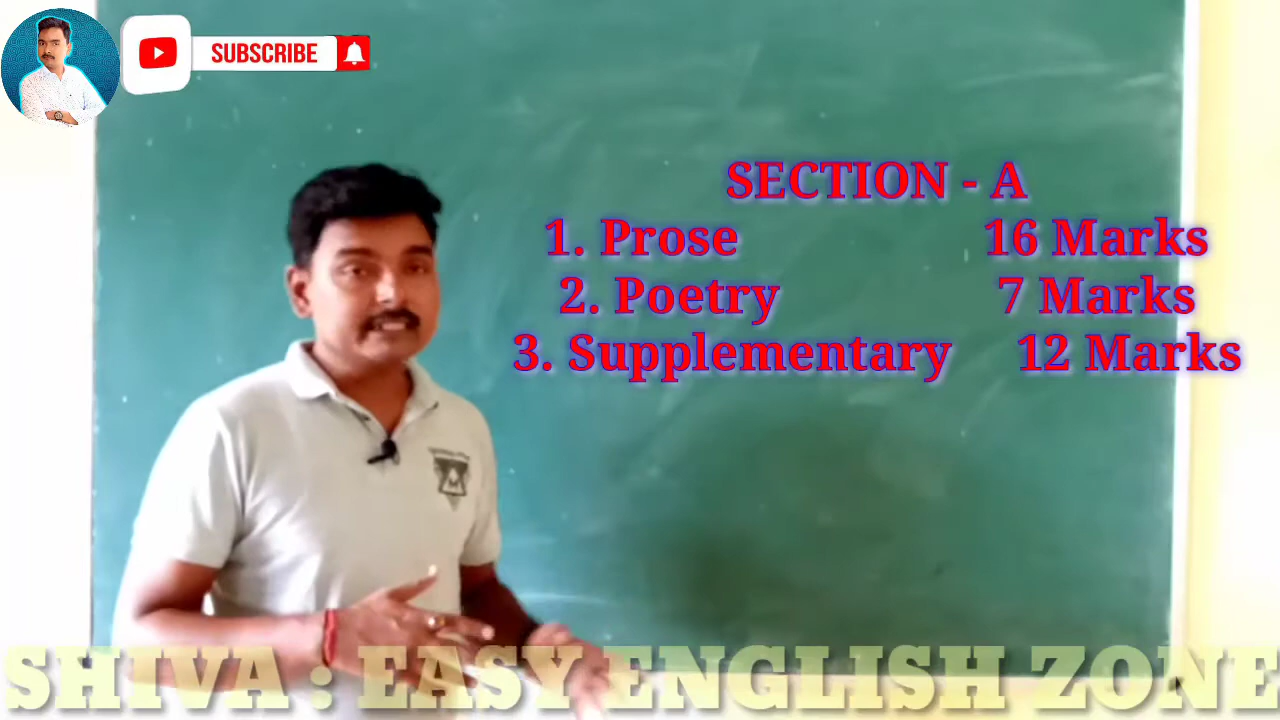 SUBSCRIBE
SECTION - A
1. Prose 16 Marks
2. Poetry 7 Marks
3. Supplementary 12 Marks
SHIVA : EASY ENGLISH ZONE